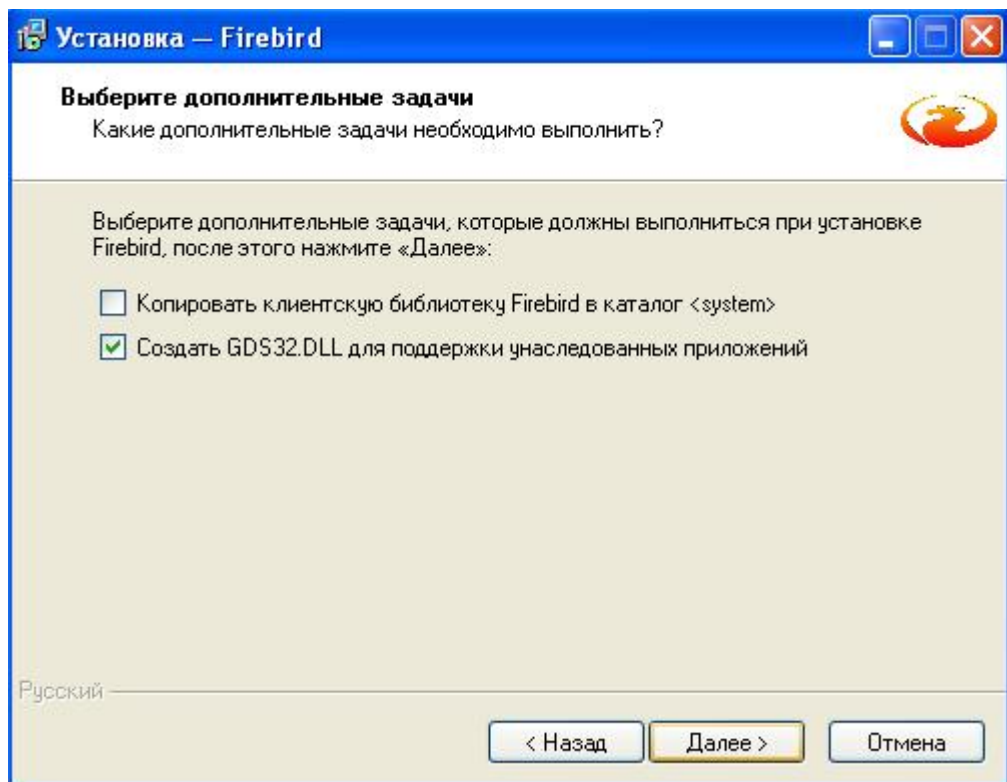 Установка — Firebird
Выберите дополнительные задачи
Какие дополнительные задачи необходимо выполнить?
Выберите дополнительные задачи, которые должны выполниться при установке
Firebird, после этого нажмите «Далее»:
Копировать клиентскую библиотеку Firebird в каталог <system>
Создать GDS32.DLL для поддержки унаследованных приложений
Русский
< Назад
Далее >
Отмена